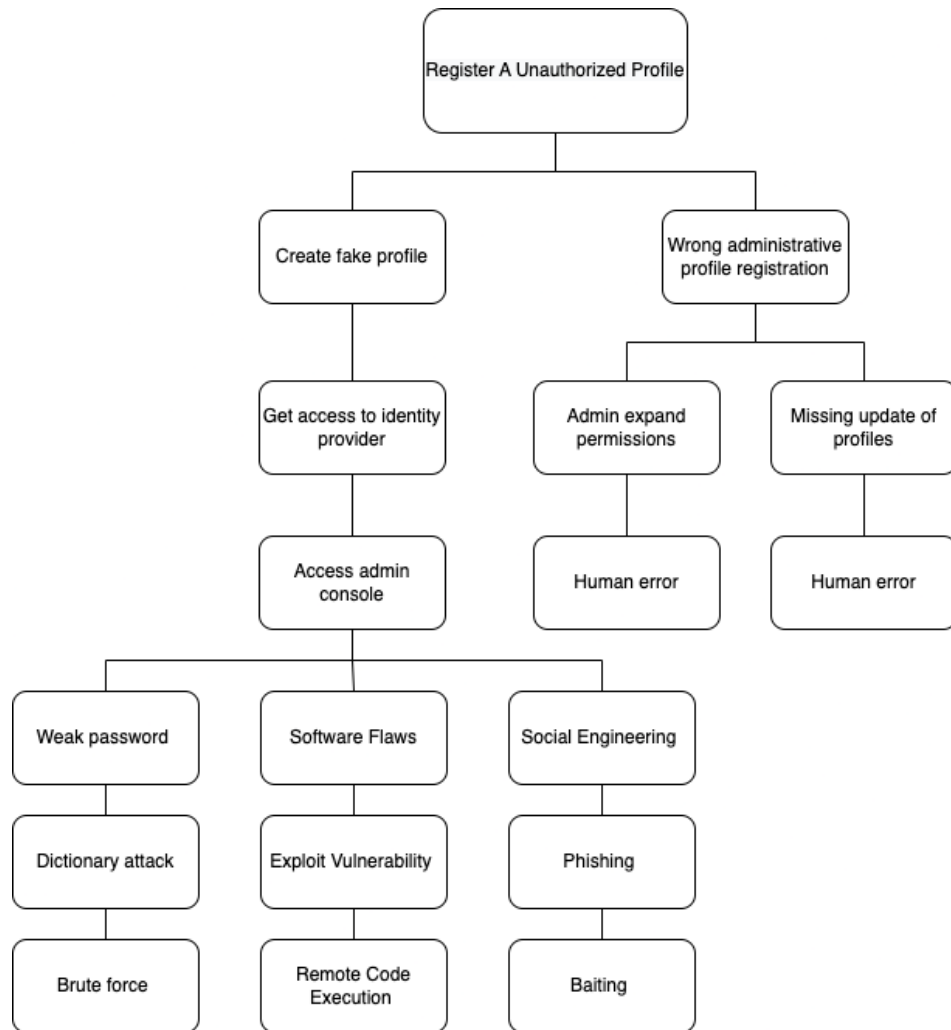 Register A Unauthorized Profile
Create fake profile
Wrong administrative
profile registration
Get access to identity
provider
Admin expand
permissions
Missing update of
profiles
Access admin
console
Human error
Human error
Weak password
Software Flaws
Social Engineering
Dictionary attack
Exploit Vulnerability
Phishing
Brute force
Remote Code
Execution
Baiting